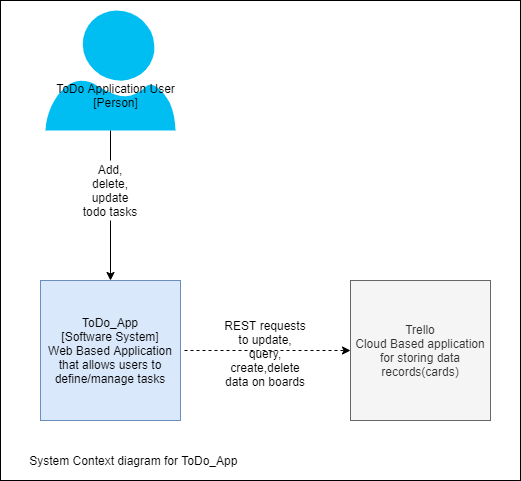 ToDo Application User
[Person]
Add,
delete,
update
todo tasks
ToDo_App
[Software System]
Web Based Application
that allows users to
define/manage tasks
REST requests
to update,
query,
create,delete
data on boards
Trello
Cloud Based application
for storing data
records(cards)
System Context diagram for ToDo_App